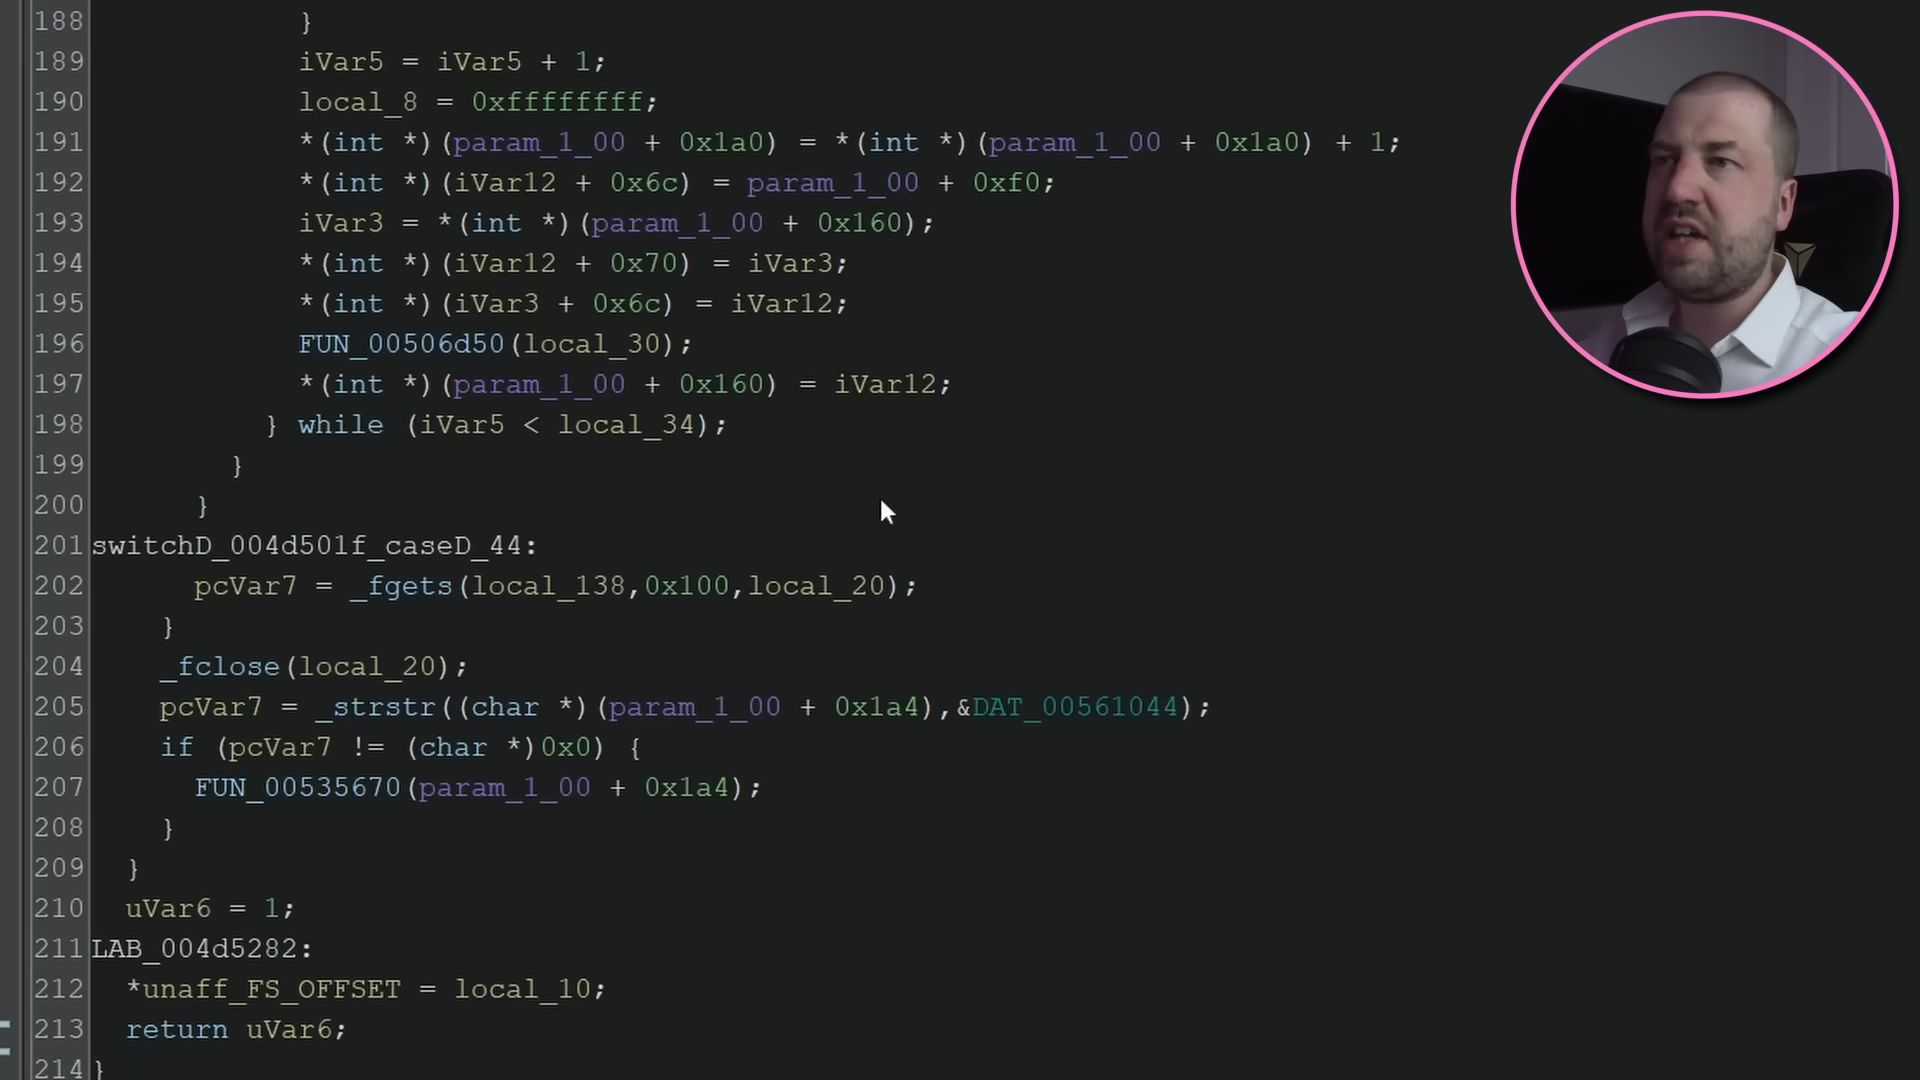 188 }
189 iVar5 = iVar5 + 1;
190 local_8 = 0xffffffff;
191 *(int *)(param_1_00 + 0x1a0) = *(int *)(param_1_00 + 0x1a0) + 1;
192 *(int *)(iVar12 + 0x6c) = param_1_00 + 0xf0;
193 iVar3 = *(int *)(param_1_00 + 0x160);
194 *(int *)(iVar12 + 0x70) = iVar3;
195 *(int *)(iVar3 + 0x6c) = iVar12;
196 FUN_00506d50(local_30);
197 *(int *)(param_1_00 + 0x160) = iVar12;
198 } while (iVar5 < local_34);
199 }
200 }
201 switchD_004d501f_caseD_44:
202 pcVar7 = _fgets(local_138,0x100,local_20);
203 }
204 _fclose(local_20);
205 pcVar7 = _strstr((char *)(param_1_00 + 0x1a4),&DAT_00561044);
206 if (pcVar7 != (char *)0x0) {
207 FUN_00535670(param_1_00 + 0x1a4);
208 }
209 }
210 uVar6 = 1;
211 LAB_004d5282:
212 *unaff_FS_OFFSET = local_10;
213 return uVar6;
214 }